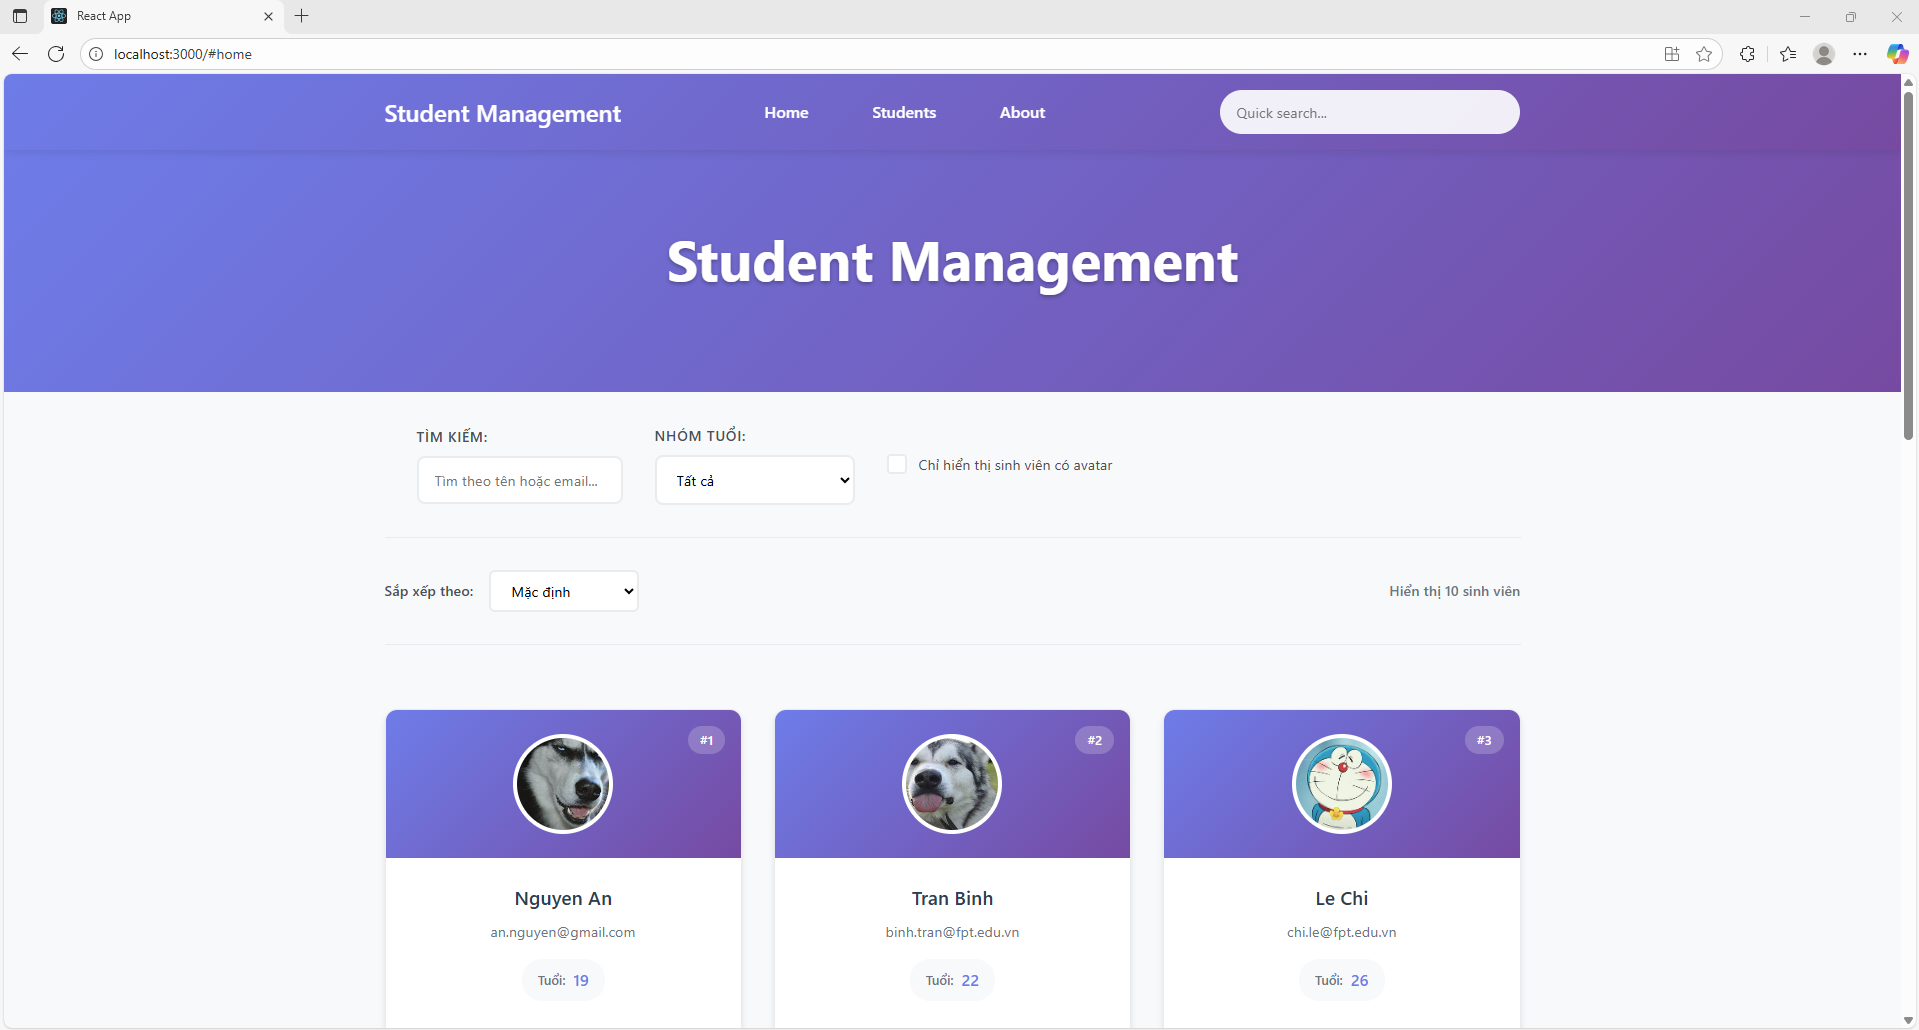 React App
localhost:3000/#home
Student Management
Home
Students
About
Quick search...
Student Management
TÌM KIẾM:
Tìm theo tên hoặc email...
NHÓM TUỔI:
Tất cả
Chỉ hiển thị sinh viên có avatar
Sắp xếp theo:
Mặc định
Hiển thị 10 sinh viên
#1
Nguyen An
an.nguyen@gmail.com
Tuổi: 19
#2
Tran Binh
binh.tran@fpt.edu.vn
Tuổi: 22
#3
Le Chi
chi.le@fpt.edu.vn
Tuổi: 26